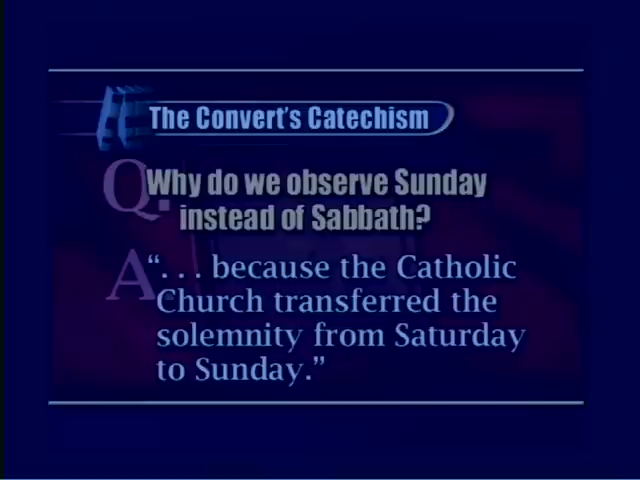 The Convert's Catechism
Q. Why do we observe Sunday
instead of Sabbath?
A ". . . because the Catholic
Church transferred the
solemnity from Saturday
to Sunday."